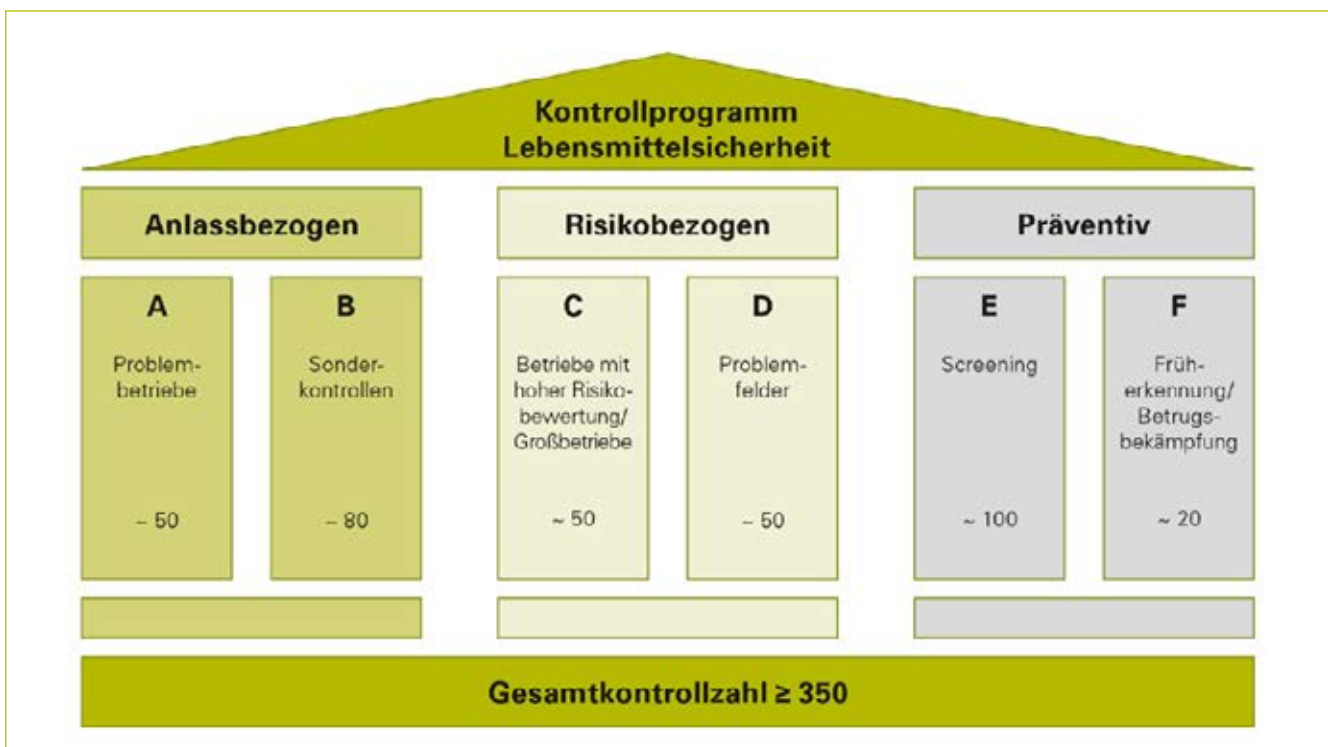 Kontrollprogramm
Lebensmittelsicherheit
Anlassbezogen
Risikobezogen
Präventiv
A
Problem-
betriebe
~ 50
B
Sonder-
kontrollen
~ 80
C
Betriebe mit
hoher Risiko-
bewertung/
Großbetriebe
~ 50
D
Problem-
felder
~ 50
E
Screening
~ 100
F
Früh-
erkennung/
Betrugs-
bekämpfung
~ 20
Gesamtkontrollzahl ≥ 350